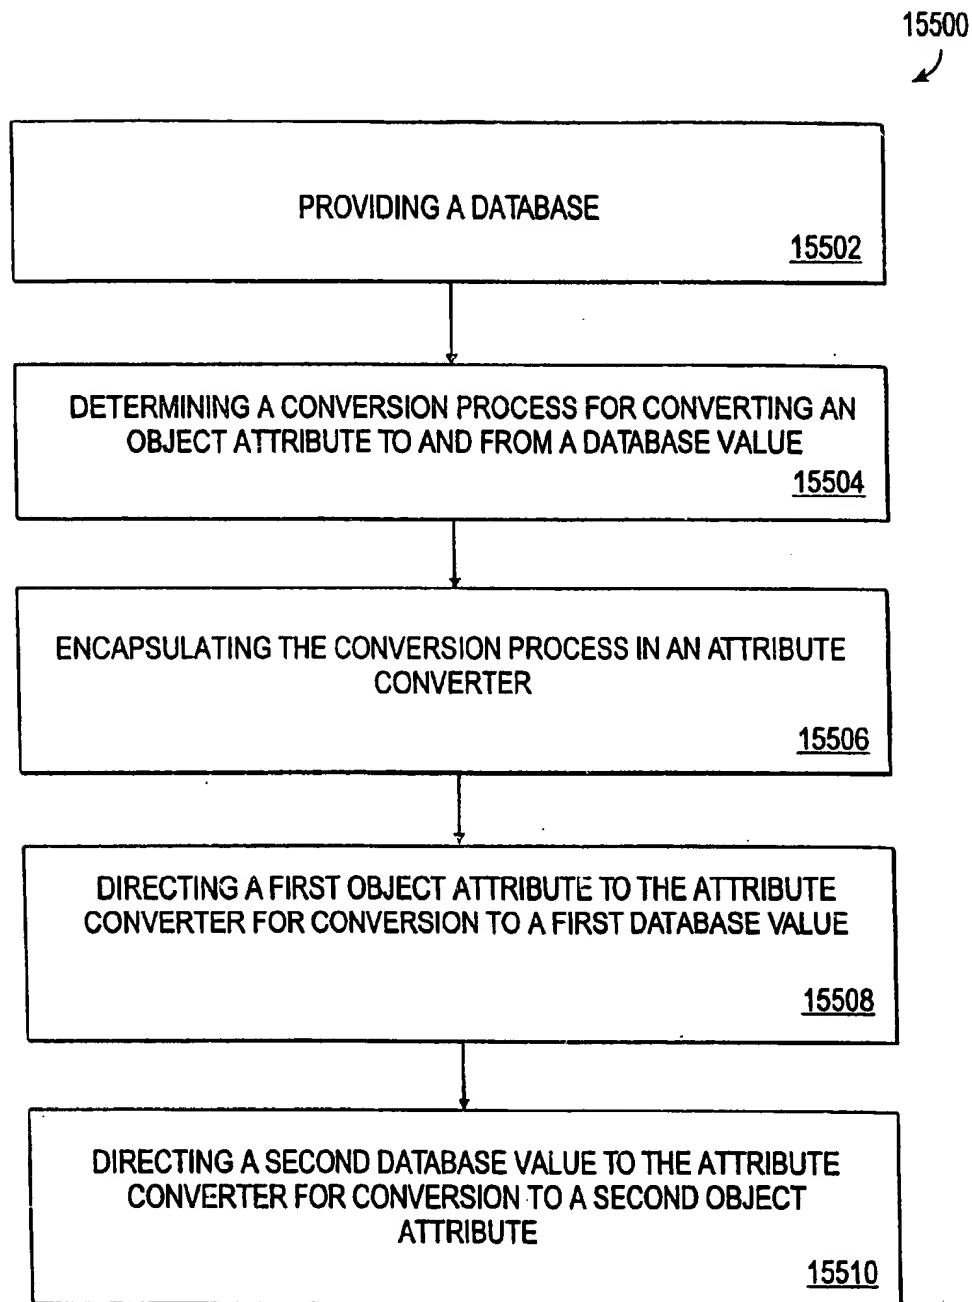 15500
PROVIDING A DATABASE
15502
DETERMINING A CONVERSION PROCESS FOR CONVERTING AN
OBJECT ATTRIBUTE TO AND FROM A DATABASE VALUE
15504
ENCAPSULATING THE CONVERSION PROCESS IN AN ATTRIBUTE
CONVERTER
15506
DIRECTING A FIRST OBJECT ATTRIBUTE TO THE ATTRIBUTE
CONVERTER FOR CONVERSION TO A FIRST DATABASE VALUE
15508
DIRECTING A SECOND DATABASE VALUE TO THE ATTRIBUTE
CONVERTER FOR CONVERSION TO A SECOND OBJECT
ATTRIBUTE
15510